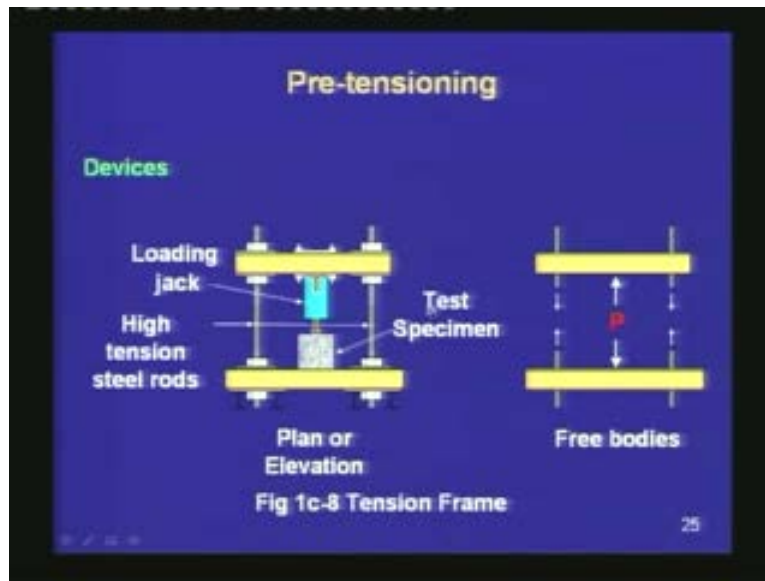 Pre-tensioning
Devices
Loading
jack
High
tension
steel rods
Test
Specimen
P
Plan or
Elevation
Free bodies
Fig 1c-8 Tension Frame
25